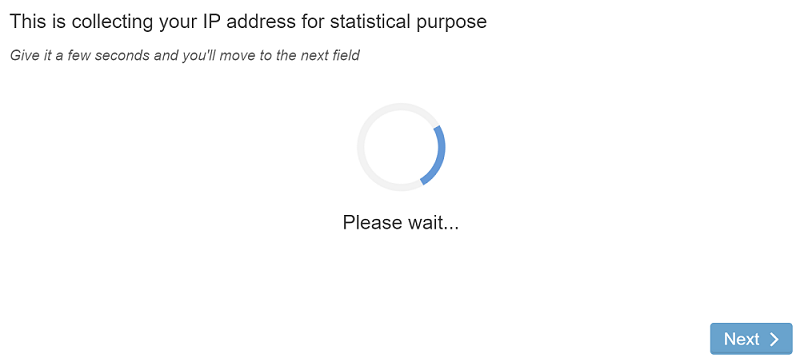 This is collecting your IP address for statistical purpose
Give it a few seconds and you'll move to the next field
Please wait...
Next